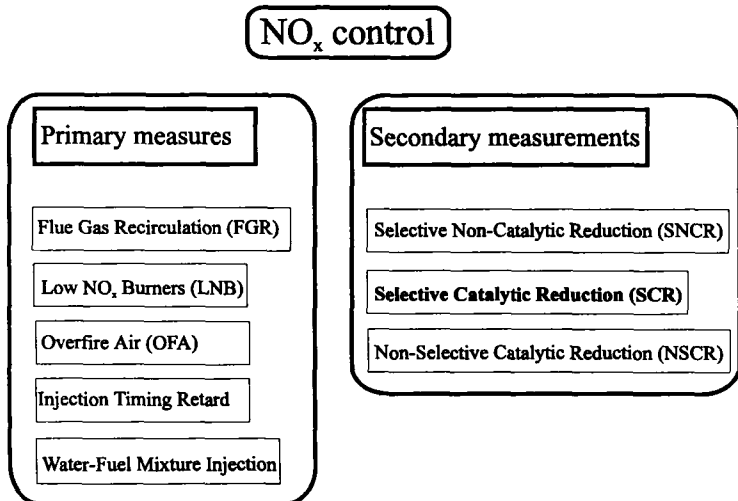 NOₓ control
Primary measures
Flue Gas Recirculation (FGR)
Low NOₓ Burners (LNB)
Overfire Air (OFA)
Injection Timing Retard
Water-Fuel Mixture Injection
Secondary measurements
Selective Non-Catalytic Reduction (SNCR)
Selective Catalytic Reduction (SCR)
Non-Selective Catalytic Reduction (NSCR)